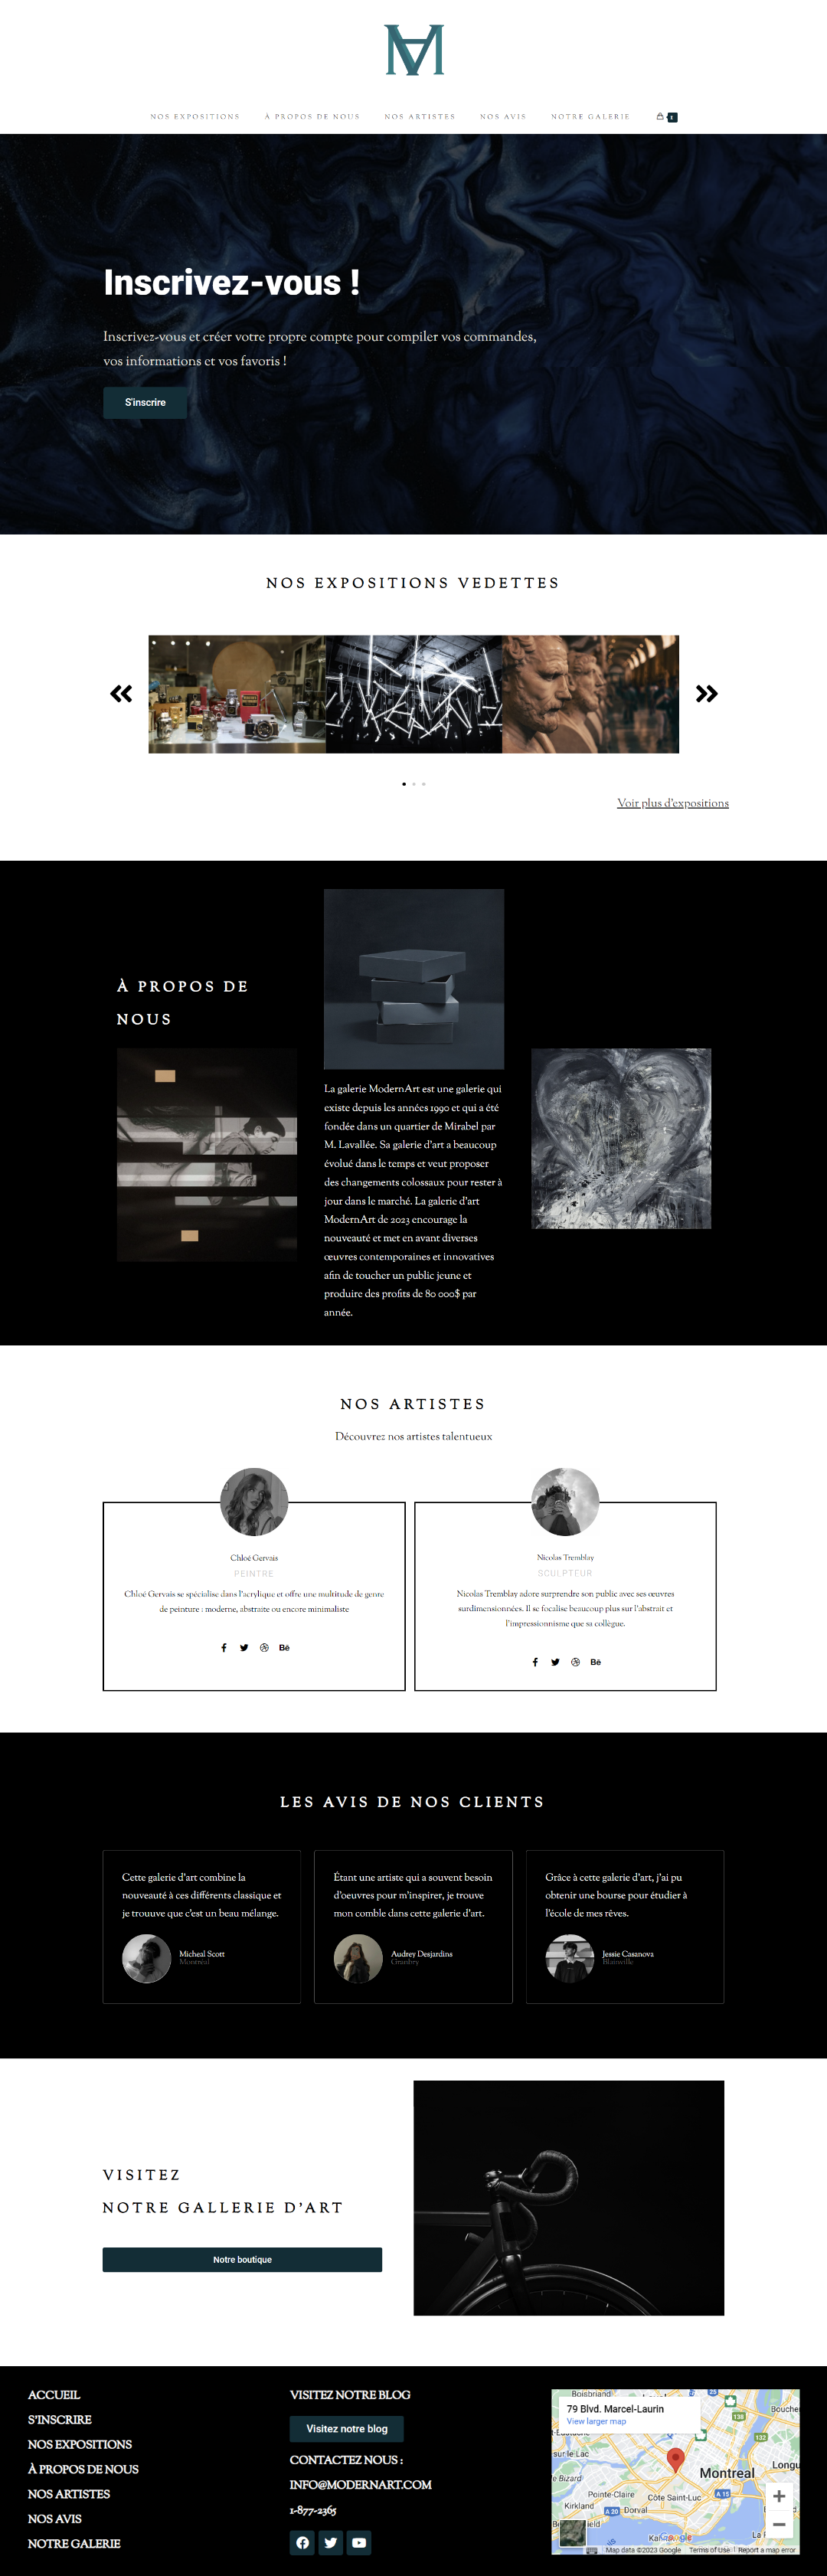 NOS EXPOSITIONS À PROPOS DE NOUS NOS ARTISTES NOS AVIS NOTRE GALERIE
Inscrivez-vous !
Inscrivez-vous et créer votre propre compte pour compiler vos commandes,
vos informations et vos favoris !
S'inscrire
NOS EXPOSITIONS VEDETTES
Voir plus d'expositions
À PROPOS DE
NOUS
La galerie ModernArt est une galerie qui
existe depuis les années 1990 et qui a été
fondée dans un quartier de Mirabel par
M. Lavallée. Sa galerie d'art a beaucoup
évolué dans le temps et veut proposer
des changements colossaux pour rester à
jour dans le marché. La galerie d'art
ModernArt de 2023 encourage la
nouveauté et met en avant diverses
œuvres contemporaines et innovatives
afin de toucher un public jeune et
produire des profits de 80 000$ par
année.
NOS ARTISTES
Découvrez nos artistes talentueux
Chloé Gervais
PEINTRE
Chloé Gervais se spécialise dans l'acrylique et offre une multitude de genre
de peinture : moderne, abstraite ou encore minimaliste
Bē
Nicolas Tremblay
SCULPTEUR
Nicolas Tremblay adore surprendre son public avec ses œuvres
surdimensionnées. Il se focalise beaucoup plus sur l'abstrait et
l'impressionnisme que sa collègue.
Bē
LES AVIS DE NOS CLIENTS
Cette galerie d'art combine la
nouveauté à ces différents classique et
je trouuve que c'est un beau mélange.
Micheal Scott
Montréal
Étant une artiste qui a souvent besoin
d'oeuvres pour m'inspirer, je trouve
mon comble dans cette galerie d'art.
Audrey Desjardins
Granbry
Grâce à cette galerie d'art, j'ai pu
obtenir une bourse pour étudier à
l'école de mes rêves.
Jessie Casanova
Blainville
VISITEZ
NOTRE GALLERIE D'ART
Notre boutique
ACCUEIL
S'INSCRIRE
NOS EXPOSITIONS
À PROPOS DE NOUS
NOS ARTISTES
NOS AVIS
NOTRE GALERIE
VISITEZ NOTRE BLOG
Visitez notre blog
CONTACTEZ NOUS :
INFO@MODERNART.COM
1-877-2365
Boisbriand
79 Blvd. Marcel-Laurin
View larger map
138
132
sur le Lac
e Bizard
Montreal
Longu
Pointe-Claire
Côte Saint-Luc
A 15
Kirkland
A 20
Dorval
Google
Map data ©2023 Google Terms of Use Report a map error